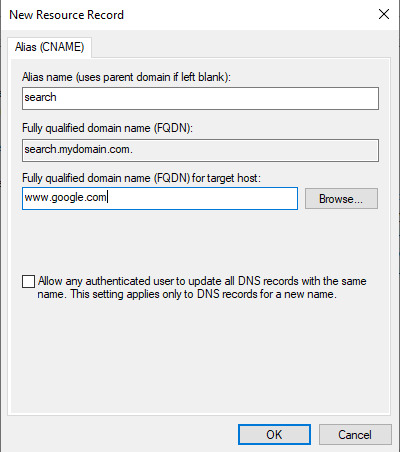 New Resource Record
Alias (CNAME)
Alias name (uses parent domain if left blank):
search
Fully qualified domain name (FQDN):
search.mydomain.com.
Fully qualified domain name (FQDN) for target host:
www.google.com
Browse...
Allow any authenticated user to update all DNS records with the same
name. This setting applies only to DNS records for a new name.
OK
Cancel